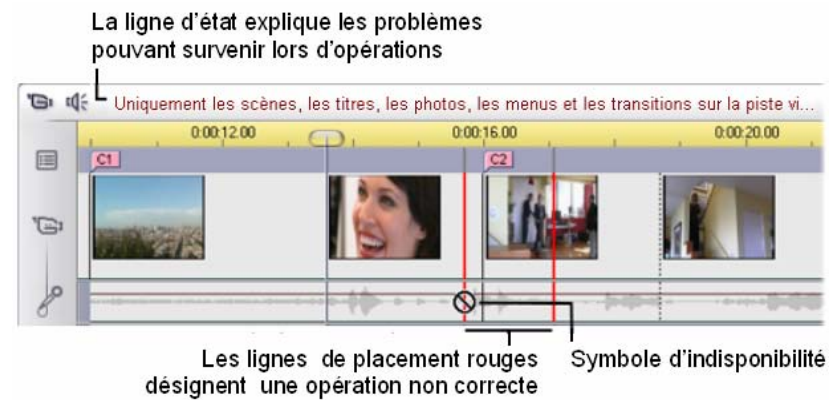 La ligne d'état explique les problèmes
pouvant survenir lors d'opérations
Uniquement les scènes, les titres, les photos, les menus et les transitions sur la piste vi...
0:00:12.00 0:00:16.00 0:00:20.00
C1 C2
Les lignes de placement rouges
désignent une opération non correcte
Symbole d'indisponibilité